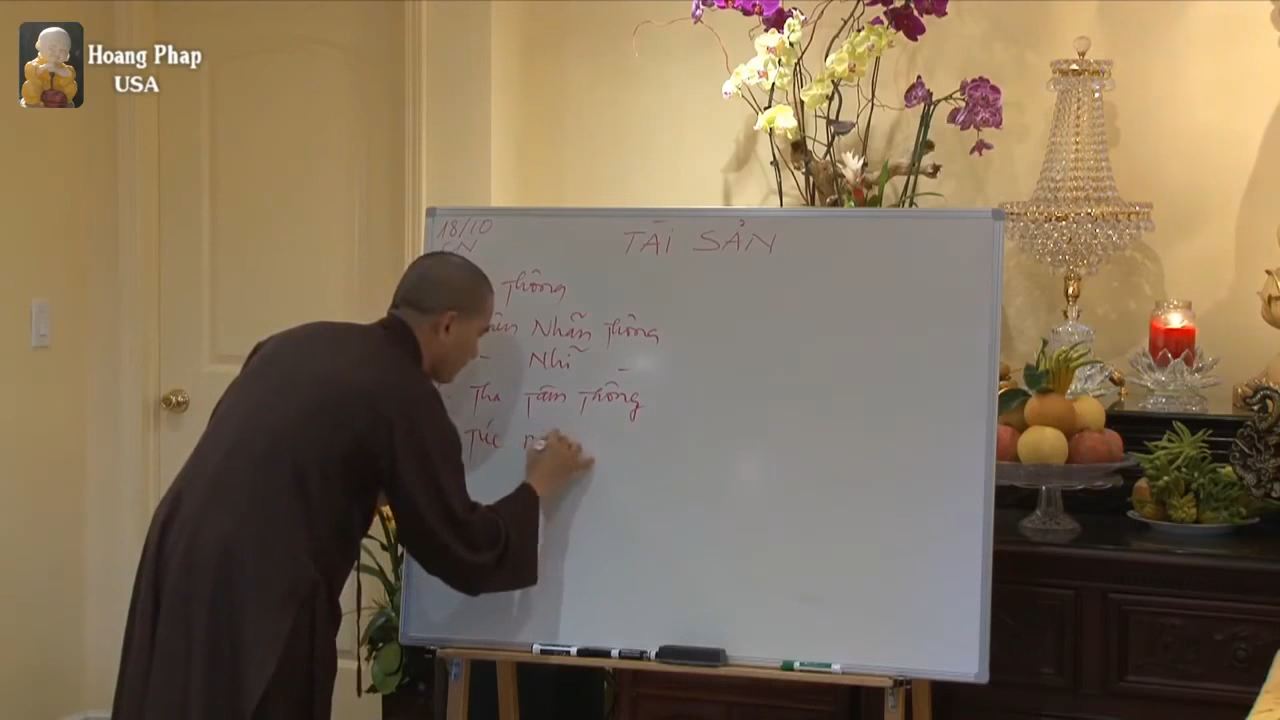 Hoang Phap
USA
18/10
CN
TÀI SẢN
Thông
Nhãn Thông
- Nhĩ -
- Tha Tâm Thông
Túc